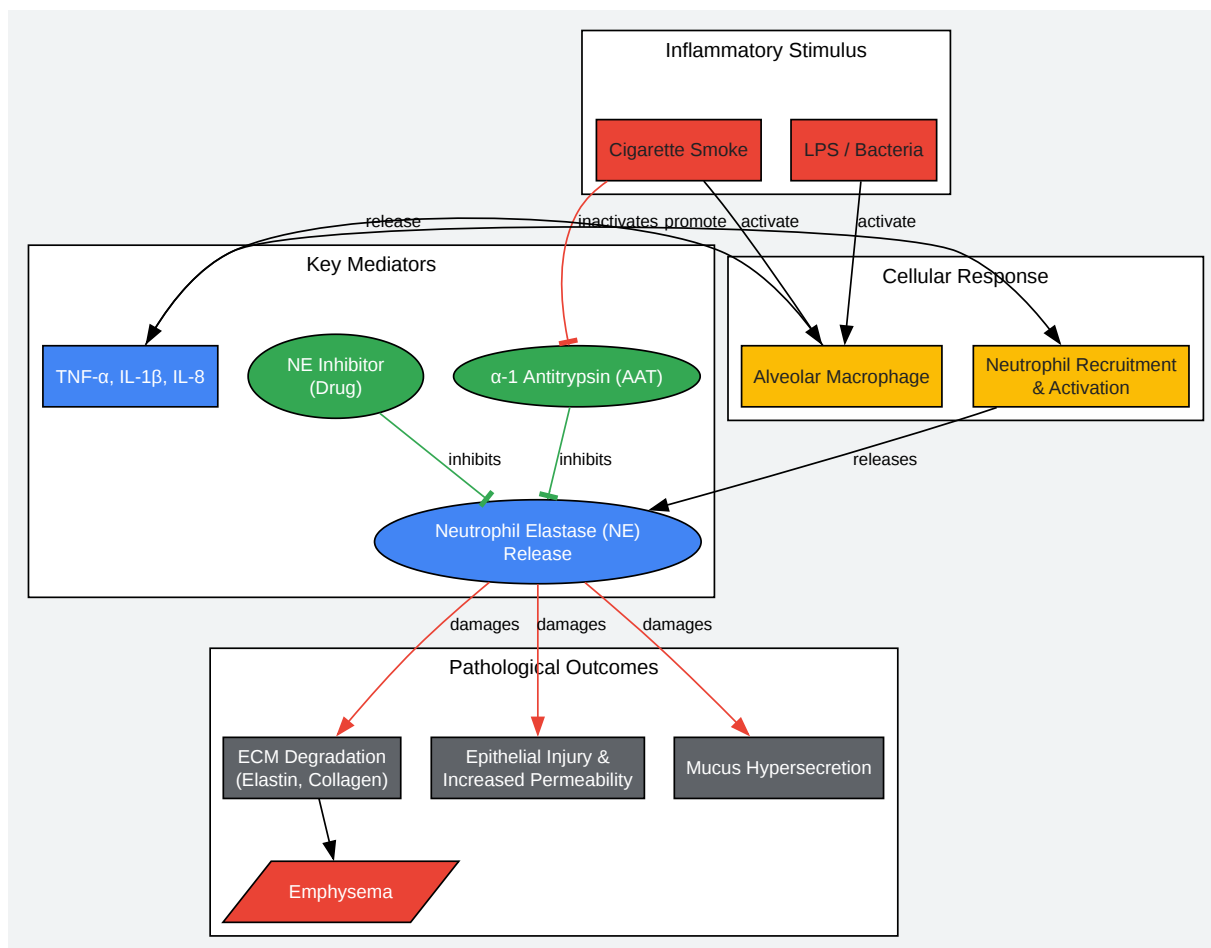 Inflammatory Stimulus
Cigarette Smoke
LPS / Bacteria
release
inactivates
promote
activate
activate
Key Mediators
Cellular Response
TNF-α, IL-1β, IL-8
NE Inhibitor
(Drug)
α-1 Antitrypsin (AAT)
Alveolar Macrophage
Neutrophil Recruitment
& Activation
inhibits
inhibits
releases
Neutrophil Elastase (NE)
Release
damages
damages
damages
Pathological Outcomes
ECM Degradation
(Elastin, Collagen)
Epithelial Injury &
Increased Permeability
Mucus Hypersecretion
Emphysema